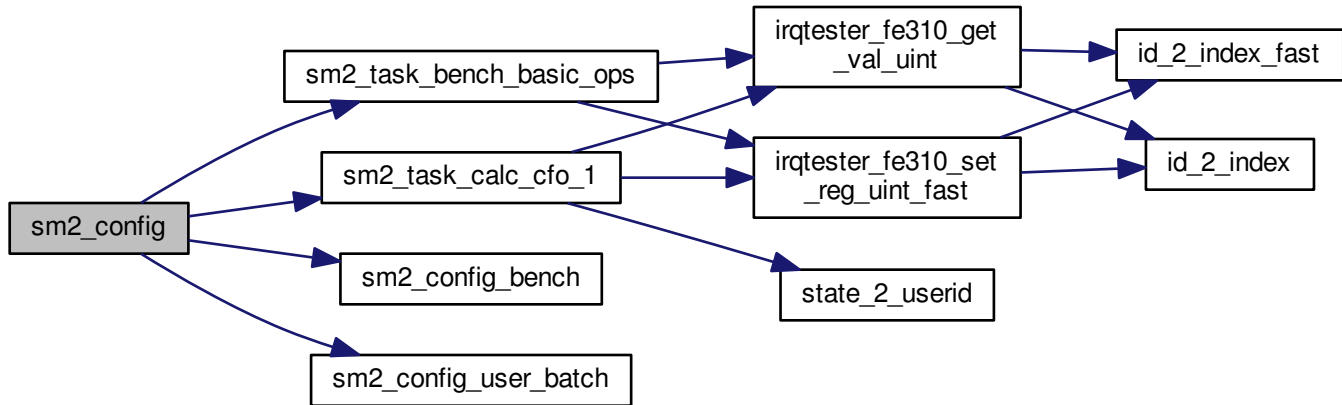 sm2_config
sm2_task_bench_basic_ops
sm2_task_calc_cfo_1
sm2_config_bench
sm2_config_user_batch
irqtester_fe310_get
_val_uint
irqtester_fe310_set
_reg_uint_fast
state_2_userid
id_2_index_fast
id_2_index